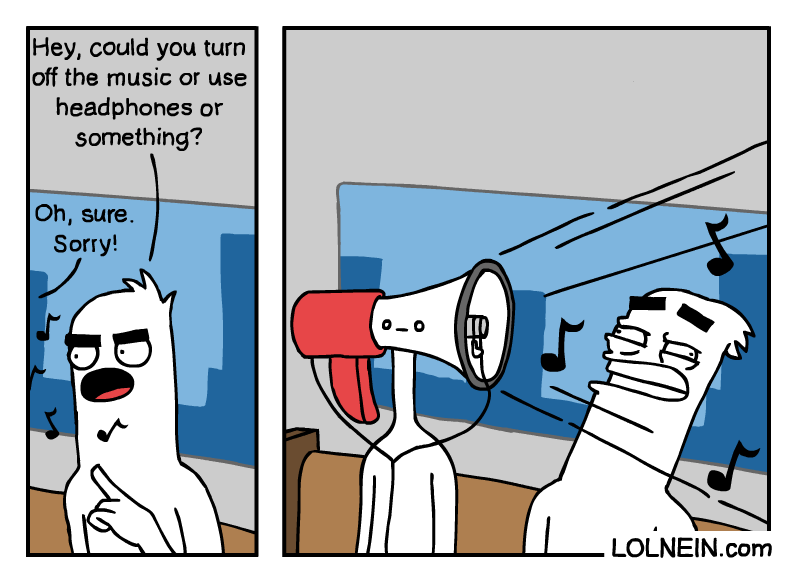 Hey, could you turn
off the music or use
headphones or
something?
Oh, sure.
Sorry!
LOLNEIN.com